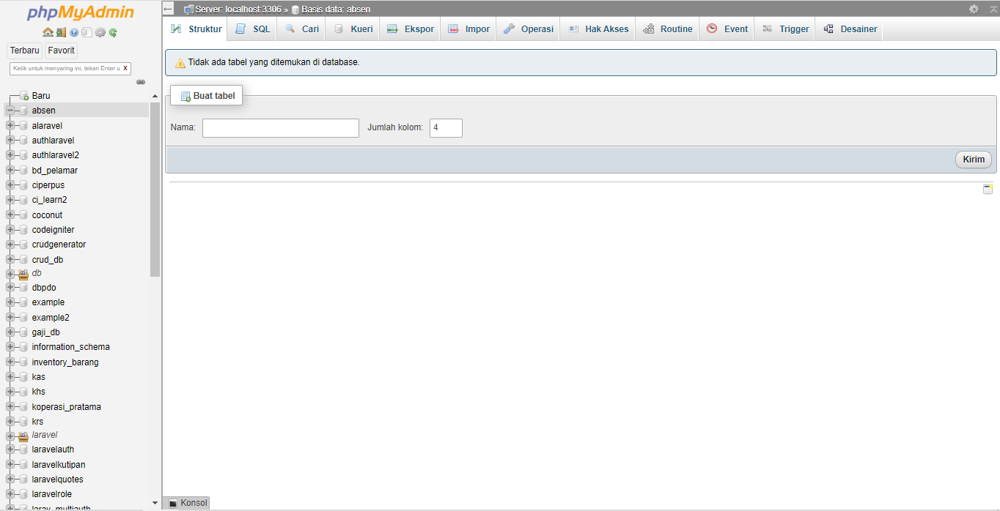 phpMyAdmin
Terbaru Favorit
Ketik untuk menyaring ini, tekan Enter u X
Baru
absen
alaravel
authlaravel
authlaravel2
bd_pelamar
ciperpus
ci_learn2
coconut
codeigniter
crudgenerator
crud_db
db
dbpdo
example
example2
gaji_db
information_schema
inventory_barang
kas
khs
koperasi_pratama
krs
laravel
laravelauth
laravelkutipan
laravelquotes
laravelrole
larav_multiauth
Server: localhost:3306 » Basis data: absen
Struktur SQL Cari Kueri Ekspor Impor Operasi Hak Akses Routine Event Trigger Desainer
Tidak ada tabel yang ditemukan di database.
Buat tabel
Nama: Jumlah kolom: 4
Kirim
Konsol